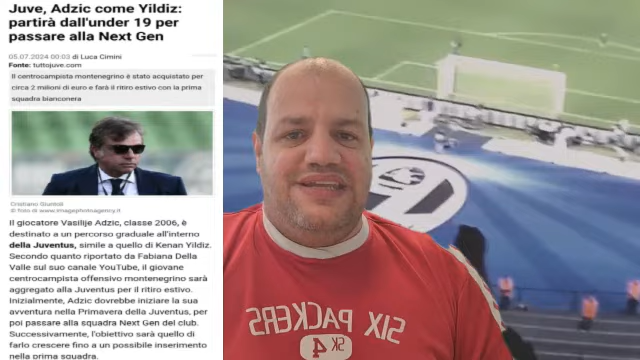 Juve, Adzic come Yildiz:
partirà dall'under 19 per
passare alla Next Gen
05.07.2024 00:03 di Luca Cimini
Fonte: tuttojuve.com
Il centrocampista montenegrino è stato acquistato per
circa 2 milioni di euro e farà il ritiro estivo con la prima
squadra bianconera
Cristiano Giuntoli
© foto di www.imagephotoagency.it
Il giocatore Vasilije Adzic, classe 2006, è
destinato a un percorso graduale all'interno
della Juventus, simile a quello di Kenan Yildiz.
Secondo quanto riportato da Fabiana Della
Valle sul suo canale YouTube, il giovane
centrocampista offensivo montenegrino sarà
aggregato alla Juventus per il ritiro estivo.
Inizialmente, Adzic dovrebbe iniziare la sua
avventura nella Primavera della Juventus, per
poi passare alla squadra Next Gen del club.
Successivamente, l'obiettivo sarà quello di
farlo crescere fino a un possibile inserimento
nella prima squadra.
SIX PACKERS
SK
4